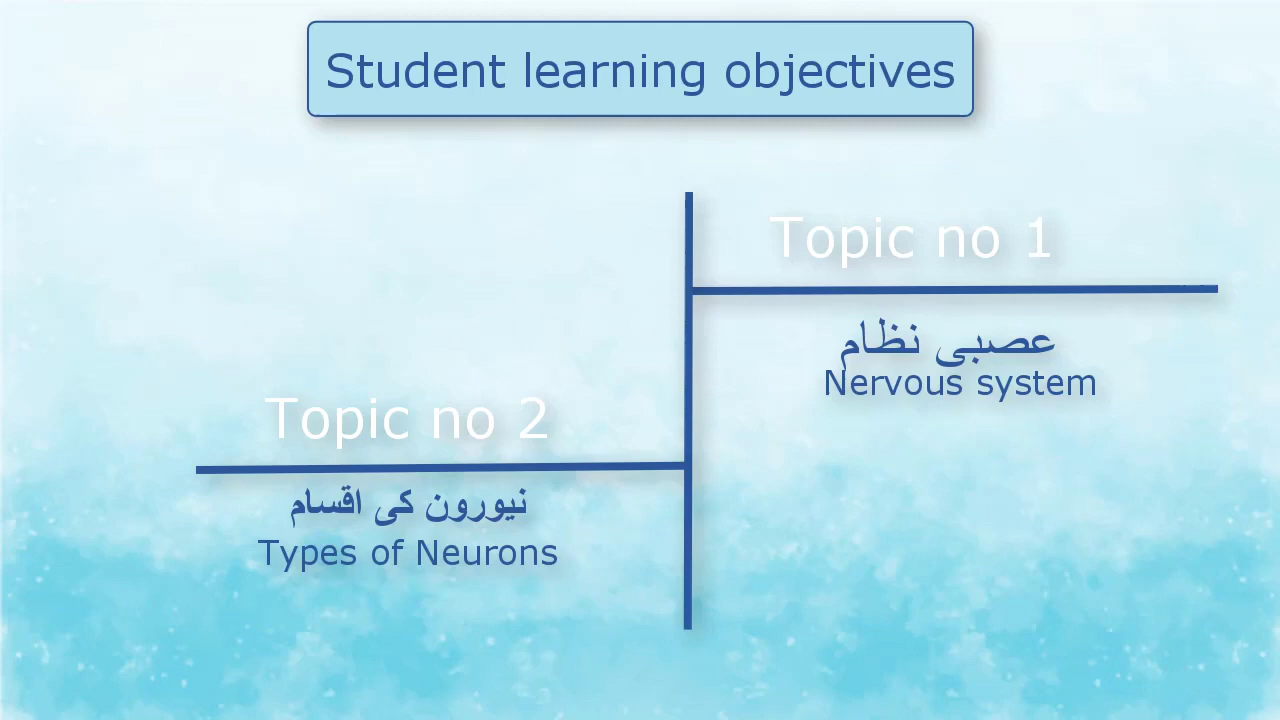 Student learning objectives
Topic no 1
عصبی نظام
Nervous system
Topic no 2
نیورون کی اقسام
Types of Neurons